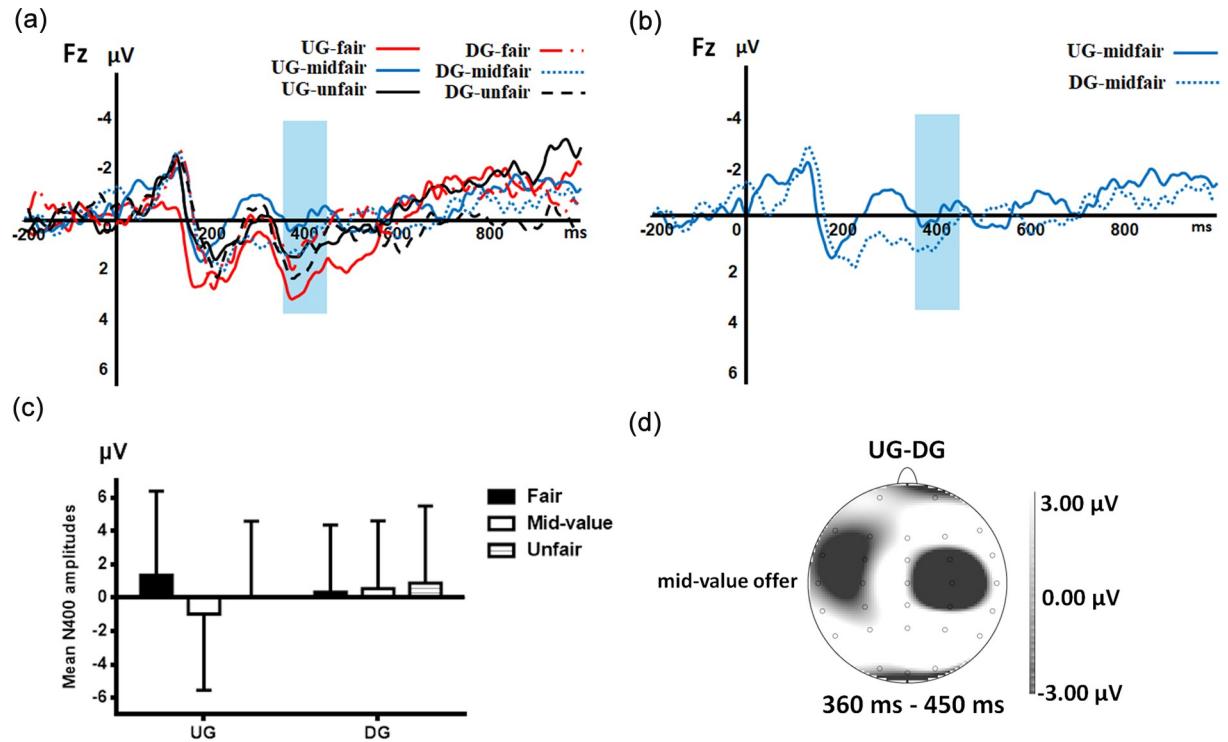 (a)
Fz μV
UG-fair
UG-midfair
UG-unfair
DG-fair
DG-midfair
DG-unfair
-4
-2
0
2
4
6
-200
200
400
600
800
ms
(b)
Fz μV
UG-midfair
DG-midfair
-4
-2
0
2
4
6
-200
200
400
600
800
ms
(c)
μV
Mean N400 amplitudes
6
4
2
0
-2
-4
-6
UG
DG
Fair
Mid-value
Unfair
(d)
UG-DG
mid-value offer
3.00 μV
0.00 μV
-3.00 μV
360 ms - 450 ms